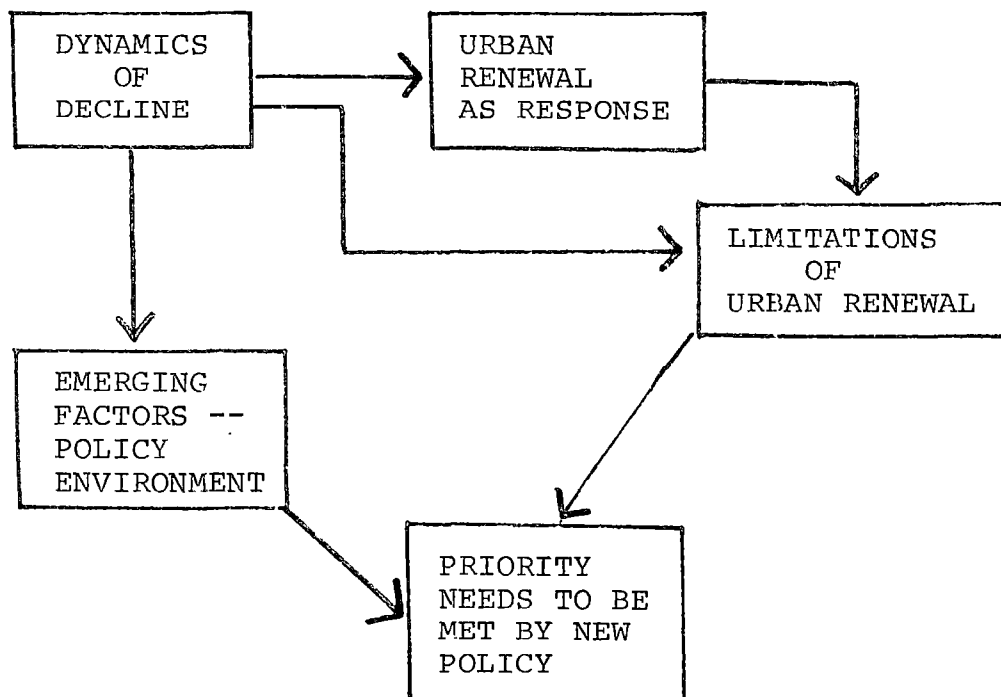 DYNAMICS
OF
DECLINE
URBAN
RENEWAL
AS RESPONSE
LIMITATIONS
OF
URBAN RENEWAL
EMERGING
FACTORS --
POLICY
ENVIRONMENT
PRIORITY
NEEDS TO BE
MET BY NEW
POLICY